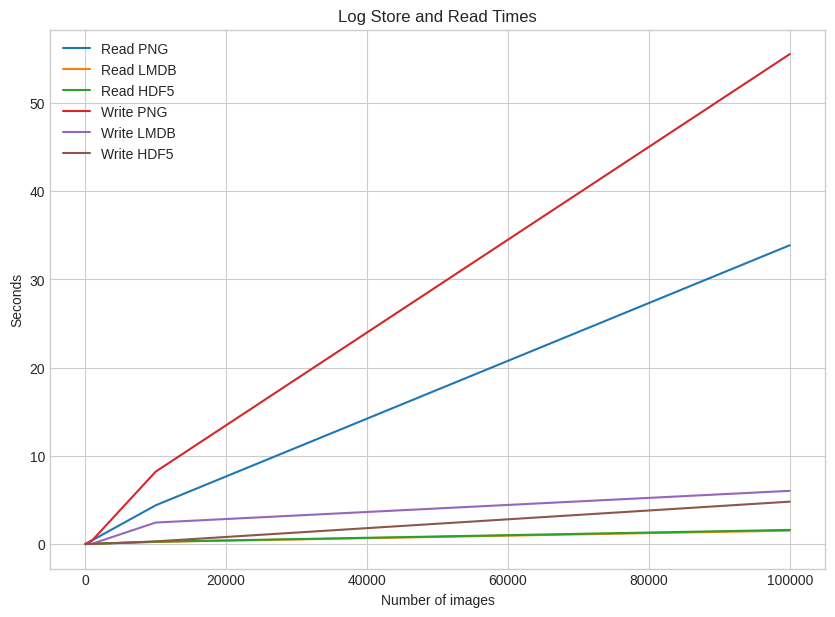 Log Store and Read Times
Read PNG
Read LMDB
Read HDF5
Write PNG
Write LMDB
Write HDF5
50
40
30
20
10
0
Seconds
0 20000 40000 60000 80000 100000
Number of images